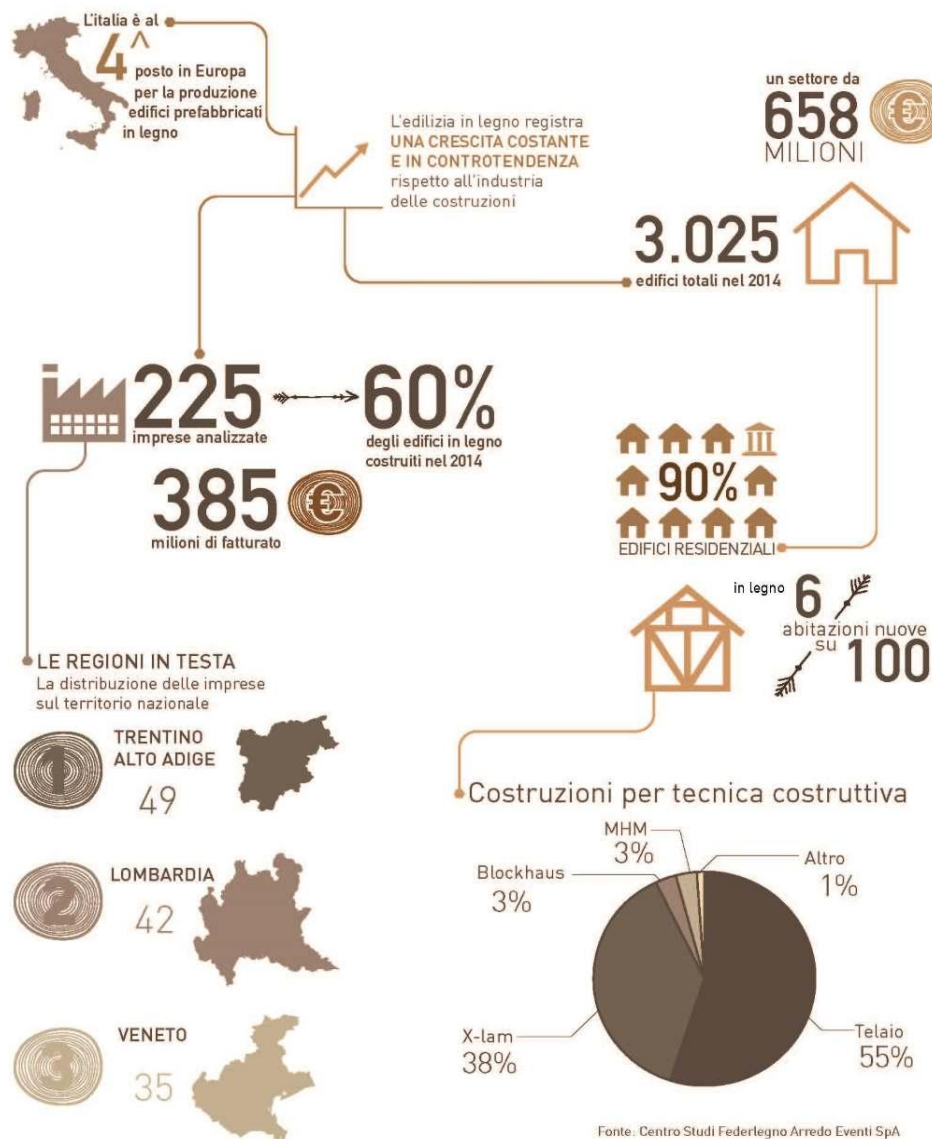 L'italia è al
4^
posto in Europa
per la produzione
edifici prefabbricati
in legno
L'edilizia in legno registra
UNA CRESCITA COSTANTE
E IN CONTROTENDENZA
rispetto all'industria
delle costruzioni
un settore da
658 €
MILIONI
3.025
edifici totali nel 2014
225
imprese analizzate
60%
degli edifici in legno
costruiti nel 2014
385 €
milioni di fatturato
90%
EDIFICI RESIDENZIALI
in legno 6
abitazioni nuove
su 100
LE REGIONI IN TESTA
La distribuzione delle imprese
sul territorio nazionale
1
TRENTINO
ALTO ADIGE
49
2
LOMBARDIA
42
3
VENETO
35
Costruzioni per tecnica costruttiva
MHM
3%
Blockhaus
3%
Altro
1%
X-lam
38%
Telaio
55%
Fonte: Centro Studi Federlegno Arredo Eventi SpA